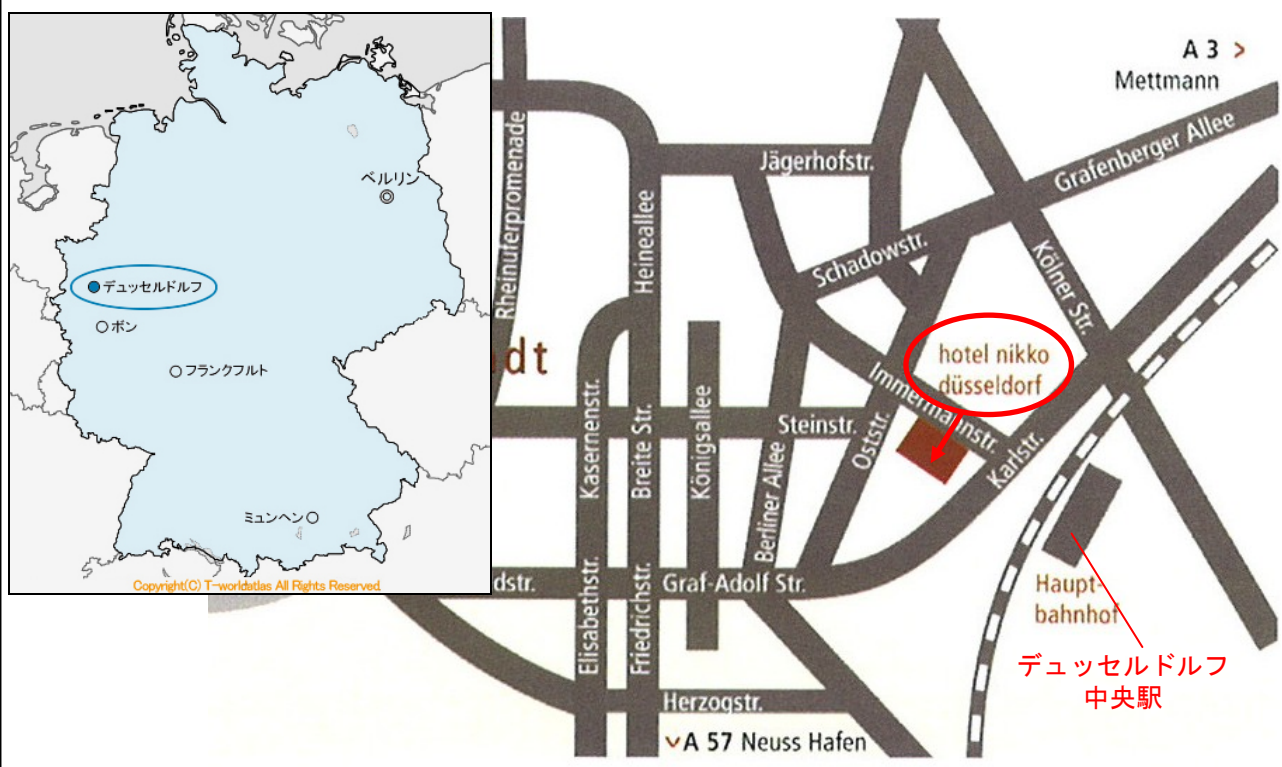 ベルリン
デュッセルドルフ
ボン
フランクフルト
ミュンヘン
Copyright(C) T-worldatlas All Rights Reserved.
A 3 >
Mettmann
Rheinuferpromenade
Jägerhofstr.
Grafenberger Allee
Heineallee
Schadowstr.
Kölner Str.
dt
hotel nikko
düsseldorf
Immermannstr.
Kasernenstr.
Breite Str.
Königsallee
Steinstr.
Berliner Allee
Oststr.
Karlstr.
dstr.
Graf-Adolf Str.
Elisabethstr.
Friedrichstr.
Haupt-
bahnhof
デュッセルドルフ
中央駅
Herzogstr.
A 57 Neuss Hafen